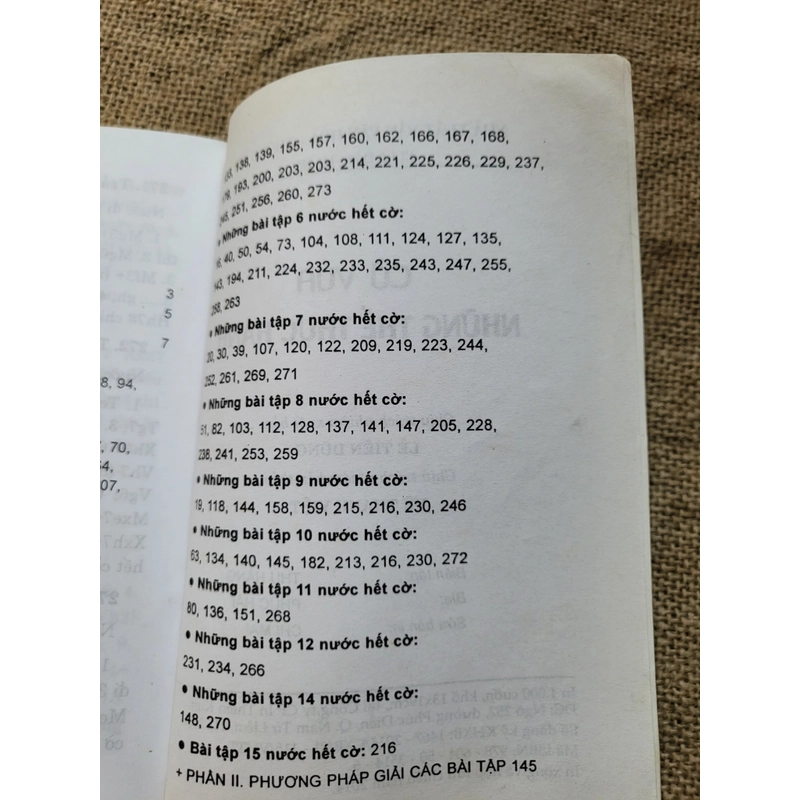 3
5
7
8, 94,
70,
54,
07,
138, 139, 155, 157, 160, 162, 166, 167, 168,
193, 200, 203, 203, 214, 221, 225, 226, 229, 237,
251, 256, 260, 273
• Những bài tập 6 nước hết cờ:
40, 50, 54, 73, 104, 108, 111, 124, 127, 135,
143, 194, 211, 224, 232, 233, 235, 243, 247, 255,
258, 263
• Những bài tập 7 nước hết cờ:
20, 30, 39, 107, 120, 122, 209, 219, 223, 244,
252, 261, 269, 271
• Những bài tập 8 nước hết cờ:
82, 103, 112, 128, 137, 141, 147, 205, 228,
238, 241, 253, 259
• Những bài tập 9 nước hết cờ:
19, 118, 144, 158, 159, 215, 216, 230, 246
• Những bài tập 10 nước hết cờ:
63, 134, 140, 145, 182, 213, 216, 230, 272
• Những bài tập 11 nước hết cờ:
80, 136, 151, 268
• Những bài tập 12 nước hết cờ:
231, 234, 266
• Những bài tập 14 nước hết cờ:
148, 270
• Bài tập 15 nước hết cờ: 216
+ PHẦN II. PHƯƠNG PHÁP GIẢI CÁC BÀI TẬP 145